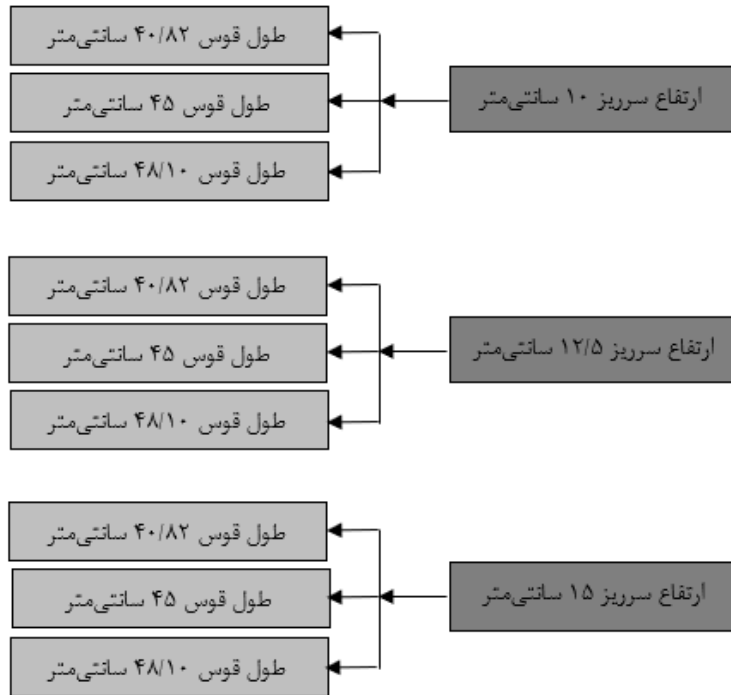 ارتفاع سرریز ۱۰ سانتی‌متر
طول قوس ۴۰/۸۲ سانتی‌متر
طول قوس ۴۵ سانتی‌متر
طول قوس ۴۸/۱۰ سانتی‌متر
ارتفاع سرریز ۱۲/۵ سانتی‌متر
طول قوس ۴۰/۸۲ سانتی‌متر
طول قوس ۴۵ سانتی‌متر
طول قوس ۴۸/۱۰ سانتی‌متر
ارتفاع سرریز ۱۵ سانتی‌متر
طول قوس ۴۰/۸۲ سانتی‌متر
طول قوس ۴۵ سانتی‌متر
طول قوس ۴۸/۱۰ سانتی‌متر